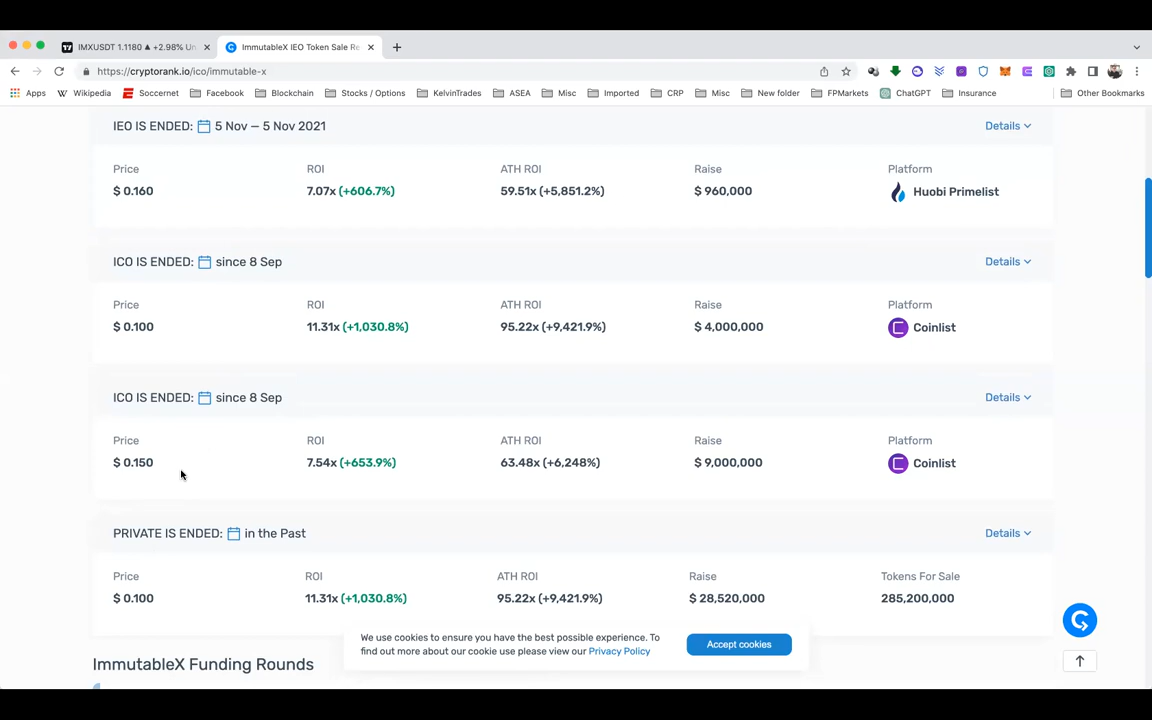 IMXUSDT 1.1180 ▲ +2.98% Un
ImmutableX IEO Token Sale Re
https://cryptorank.io/ico/immutable-x
Apps Wikipedia Soccernet Facebook Blockchain Stocks / Options KelvinTrades ASEA Misc Imported CRP Misc New folder FPMarkets ChatGPT Insurance Other Bookmarks
IEO IS ENDED: 5 Nov — 5 Nov 2021 Details
Price ROI ATH ROI Raise Platform
$ 0.160 7.07x (+606.7%) 59.51x (+5,851.2%) $ 960,000 Huobi Primelist
ICO IS ENDED: since 8 Sep Details
Price ROI ATH ROI Raise Platform
$ 0.100 11.31x (+1,030.8%) 95.22x (+9,421.9%) $ 4,000,000 Coinlist
ICO IS ENDED: since 8 Sep Details
Price ROI ATH ROI Raise Platform
$ 0.150 7.54x (+653.9%) 63.48x (+6,248%) $ 9,000,000 Coinlist
PRIVATE IS ENDED: in the Past Details
Price ROI ATH ROI Raise Tokens For Sale
$ 0.100 11.31x (+1,030.8%) 95.22x (+9,421.9%) $ 28,520,000 285,200,000
We use cookies to ensure you have the best possible experience. To
find out more about our cookie use please view our Privacy Policy
Accept cookies
ImmutableX Funding Rounds